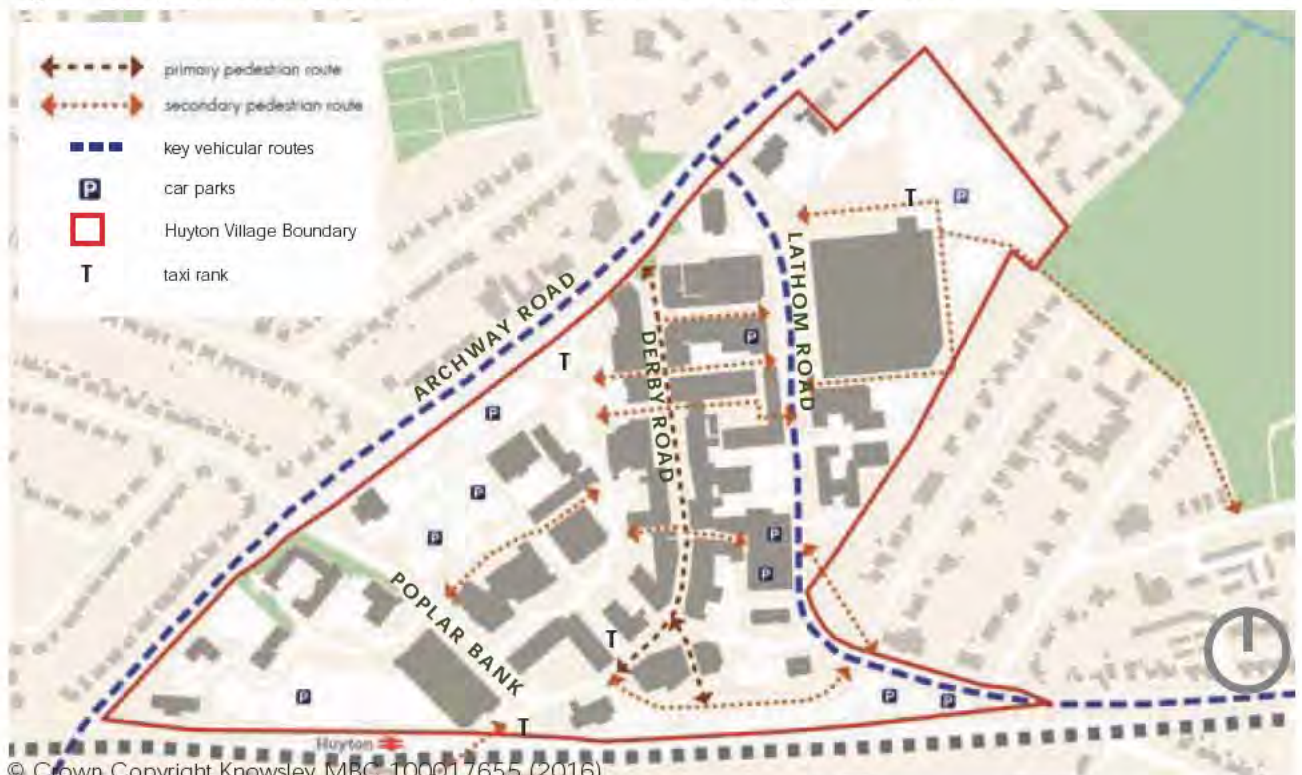 primary pedestrian route
secondary pedestrian route
key vehicular routes
P
car parks
Huyton Village Boundary
T
taxi rank
T
P
LATHOM ROAD
ARCHWAY ROAD
DERBY ROAD
P
T
P
P
P
P
P
POPLAR BANK
T
P
P
P
T
Huyton
© Crown Copyright Knowsley MBC 100017655 (2016)